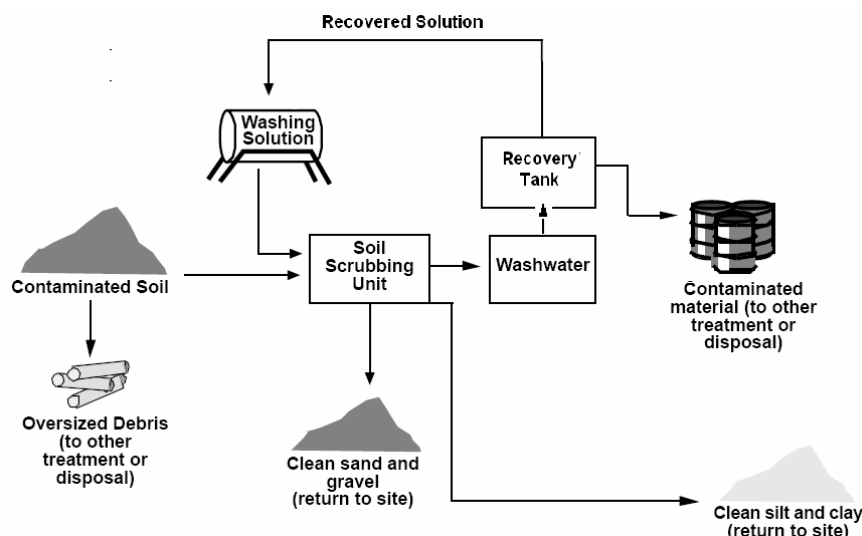 Recovered Solution
Washing
Solution
Recovery
Tank
Soil
Scrubbing
Unit
Washwater
Contaminated Soil
Contaminated
material (to other
treatment or
disposal)
Oversized Debris
(to other
treatment or
disposal)
Clean sand and
gravel
(return to site)
Clean silt and clay
(return to site)